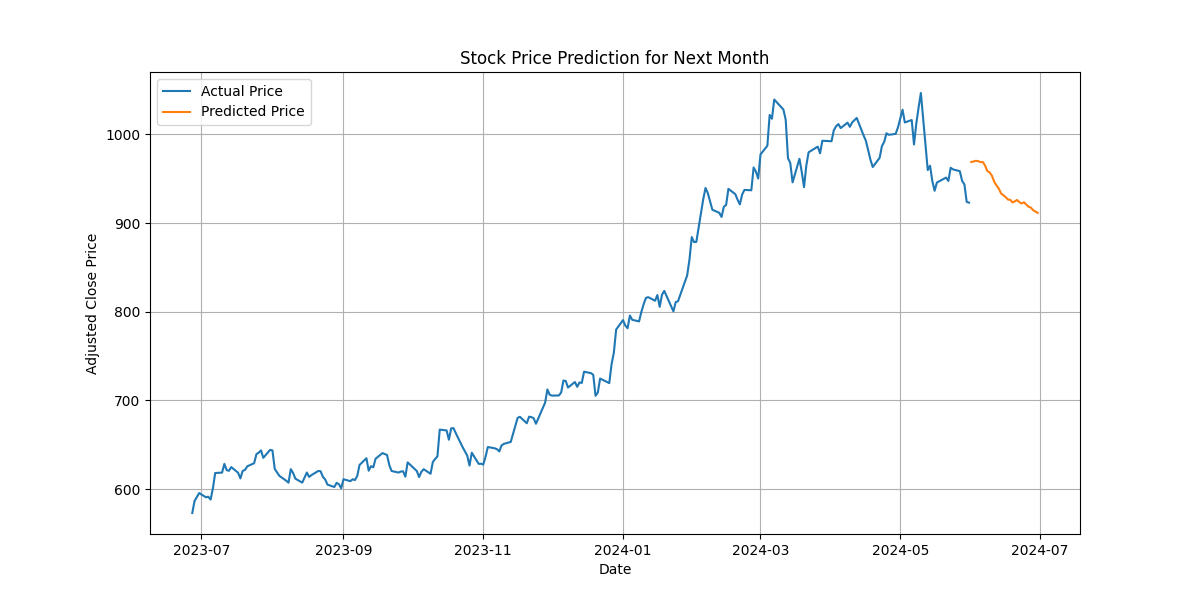 Stock Price Prediction for Next Month
Actual Price
Predicted Price
Adjusted Close Price
1000
900
800
700
600
2023-07 2023-09 2023-11 2024-01 2024-03 2024-05 2024-07
Date